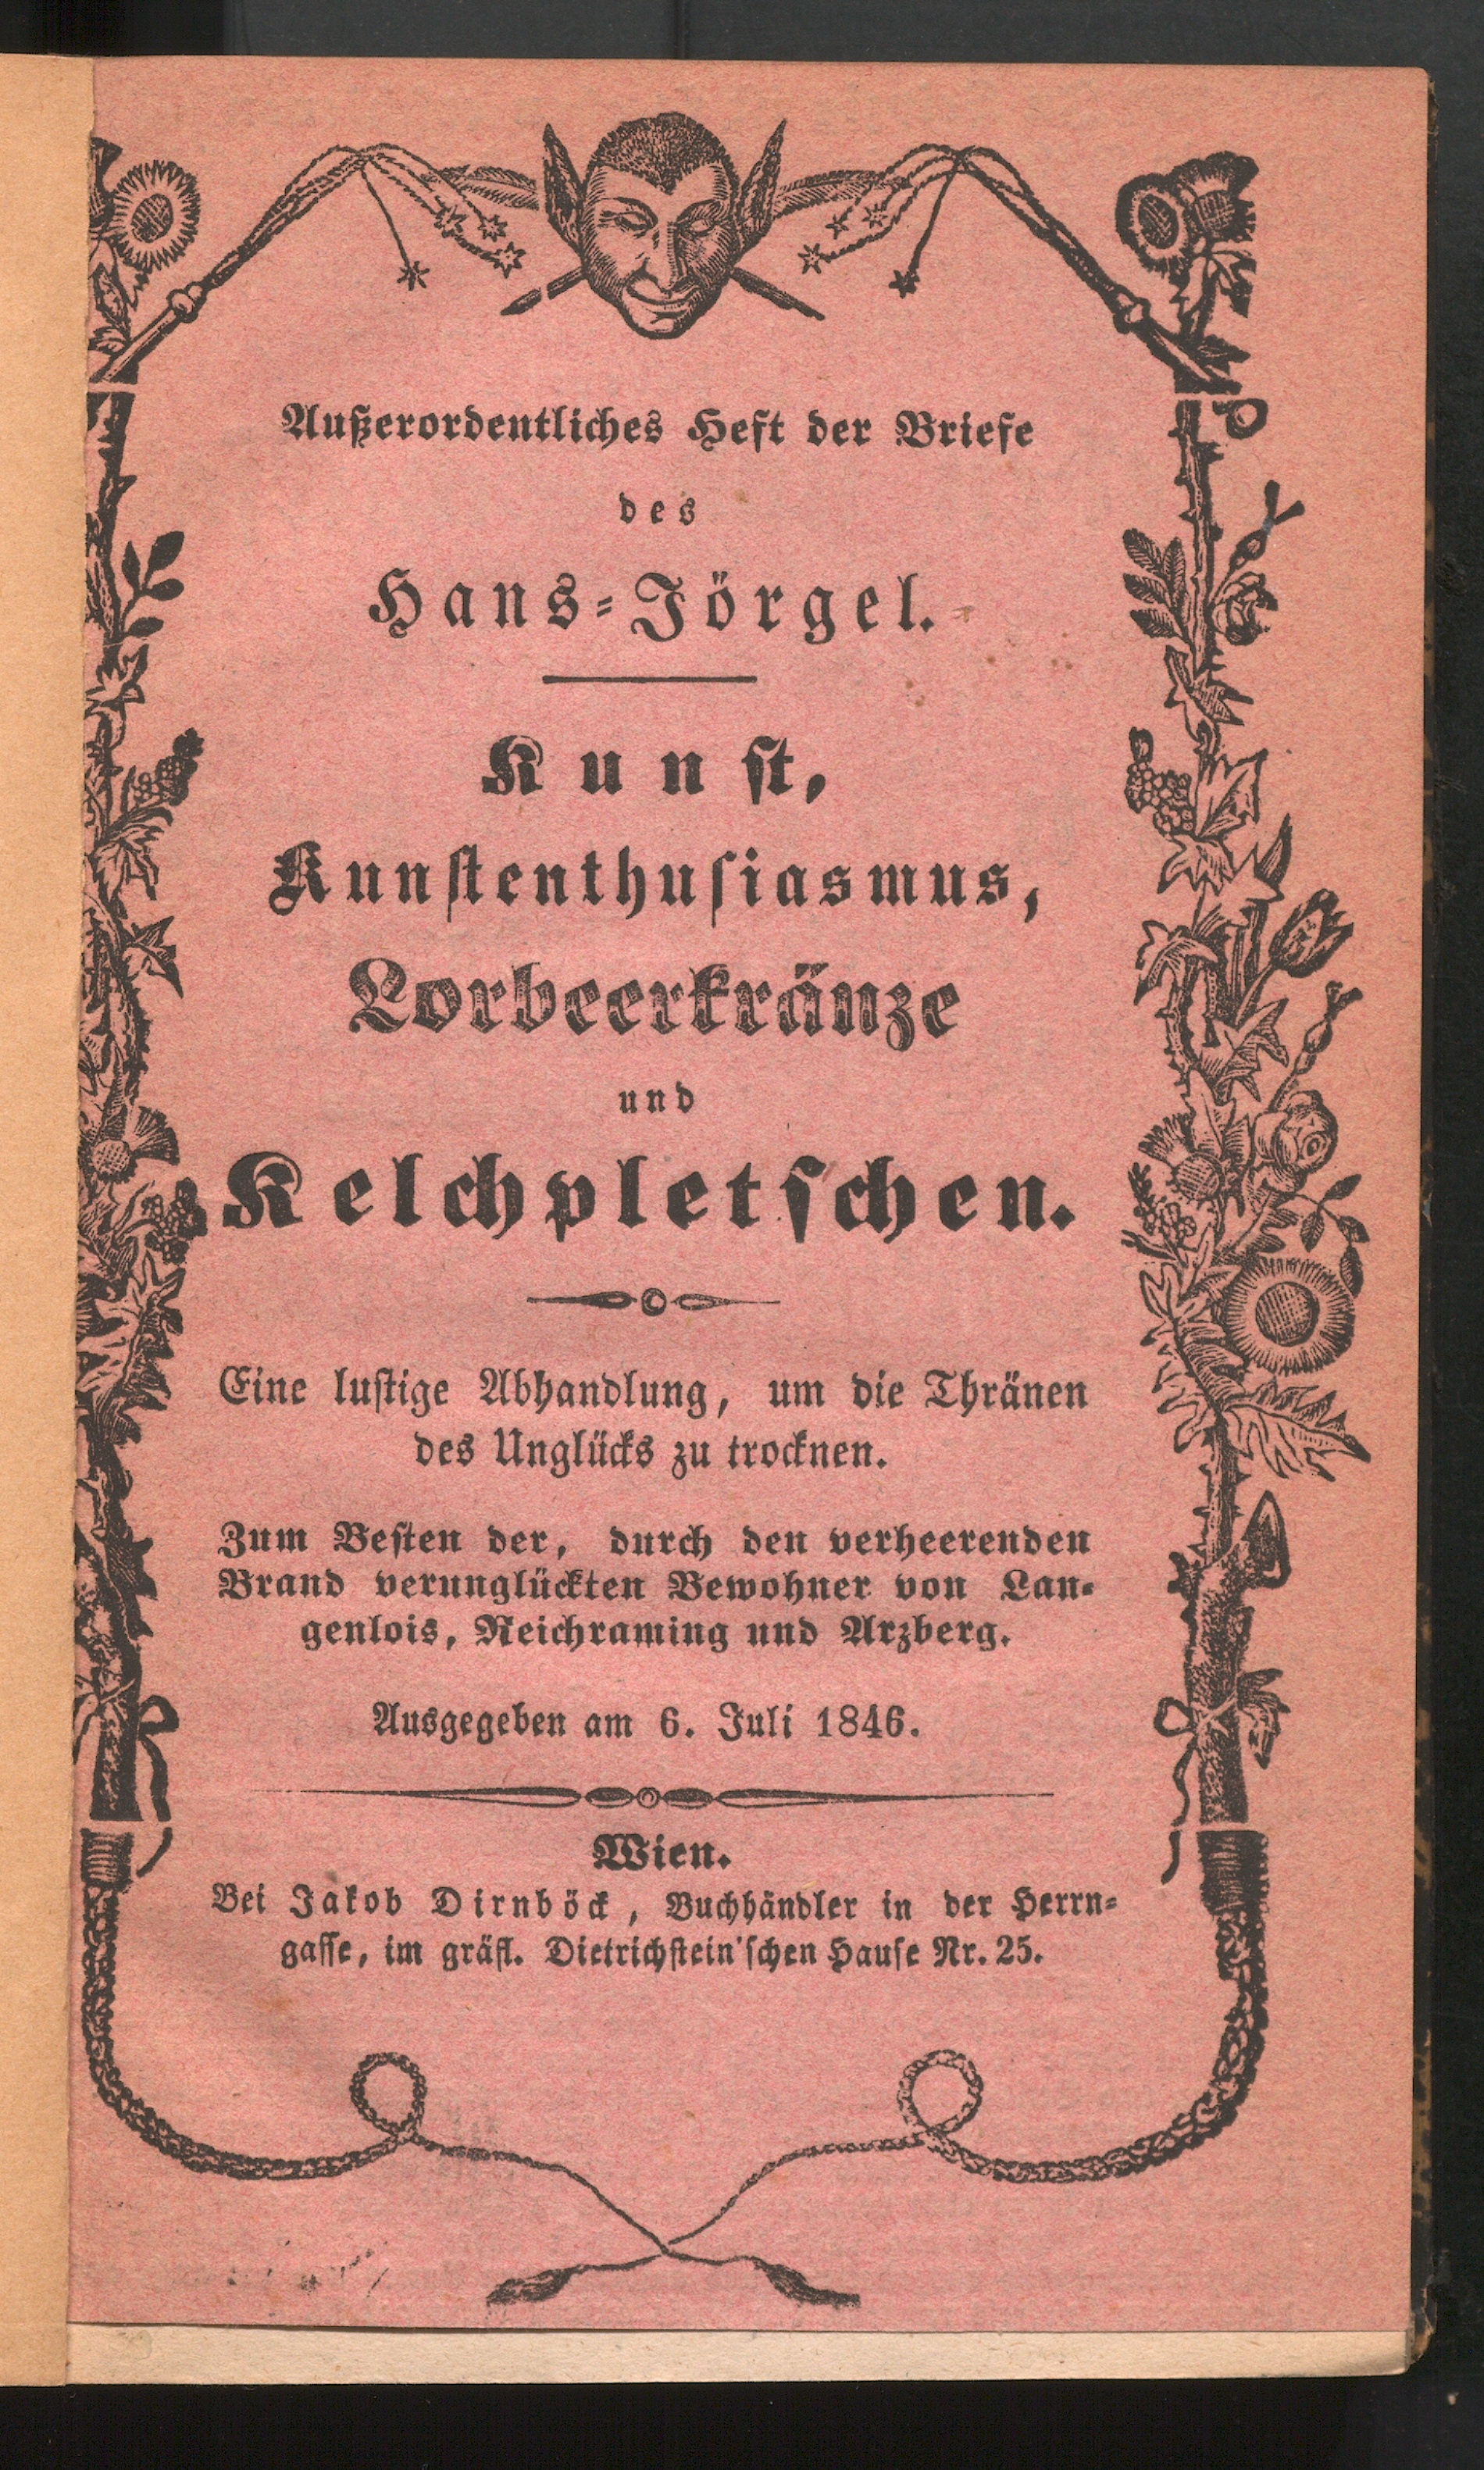 Außerordentliches Heft der Briefe
des
Hans-Jörgel.
Kunst,
Kunstenthusiasmus,
Lorbeerkränze
und
Kelchpletschen.
Eine lustige Abhandlung, um die Thränen
des Unglücks zu trocknen.
Zum Besten der, durch den verheerenden
Brand verunglückten Bewohner von Lan-
genlois, Reichraming und Arzberg.
Ausgegeben am 6. Juli 1846.
Wien.
Bei Jakob Dirnböck, Buchhändler in der Herrn-
gasse, im gräfl. Dietrichstein'schen Hause Nr. 25.